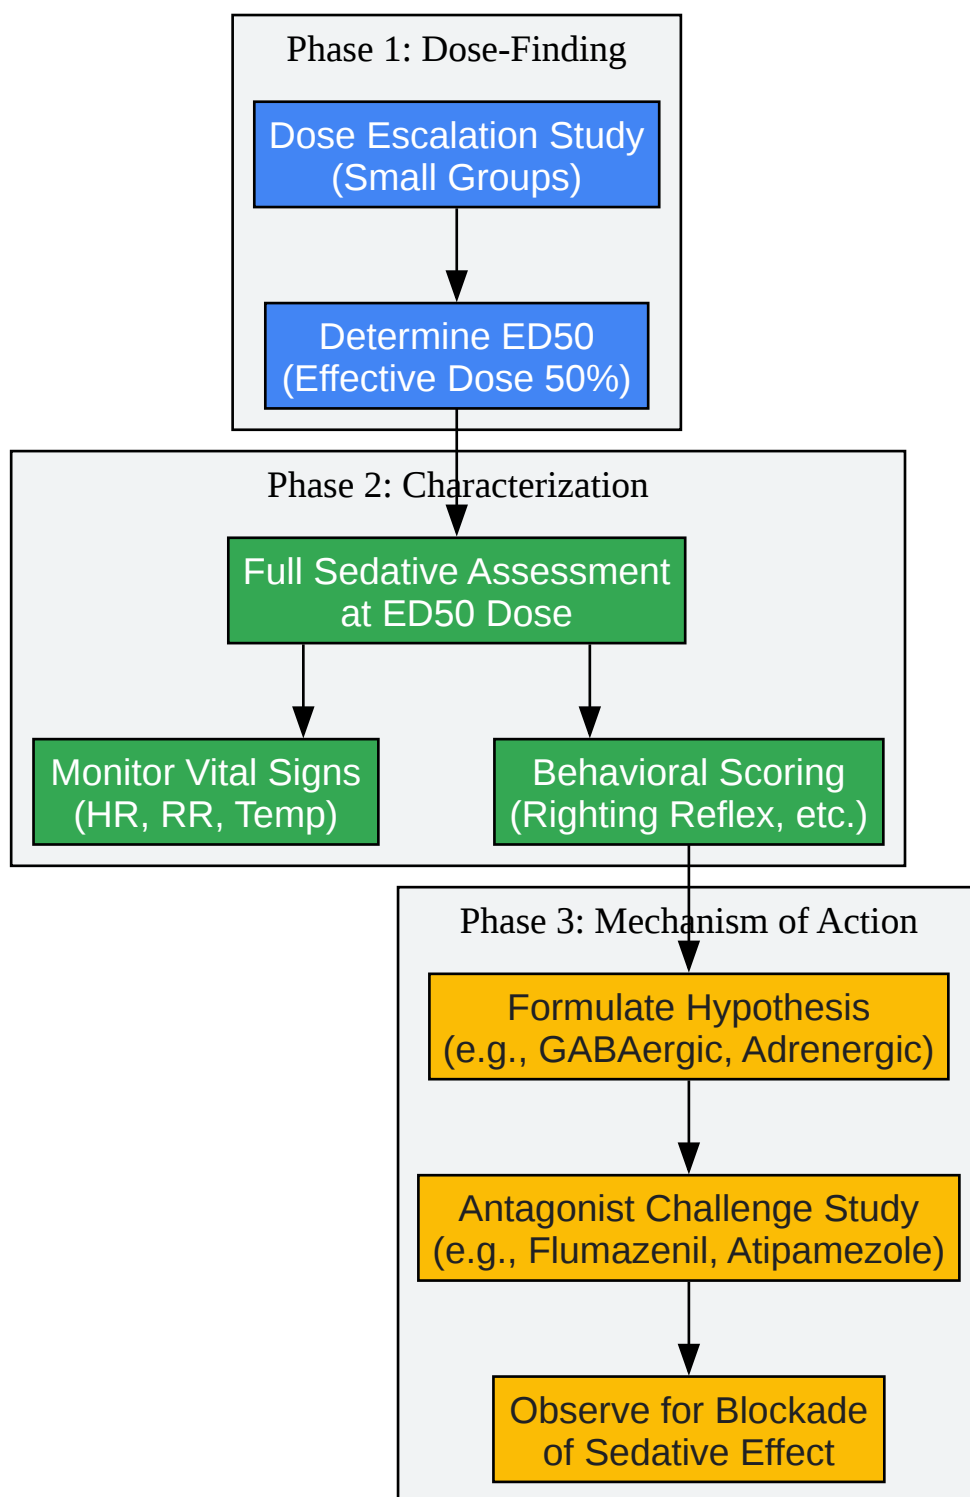 Phase 1: Dose-Finding
Dose Escalation Study
(Small Groups)
Determine ED50
(Effective Dose 50%)
Phase 2: Characterization
Full Sedative Assessment
at ED50 Dose
Monitor Vital Signs
(HR, RR, Temp)
Behavioral Scoring
(Righting Reflex, etc.)
Phase 3: Mechanism of Action
Formulate Hypothesis
(e.g., GABAergic, Adrenergic)
Antagonist Challenge Study
(e.g., Flumazenil, Atipamezole)
Observe for Blockade
of Sedative Effect